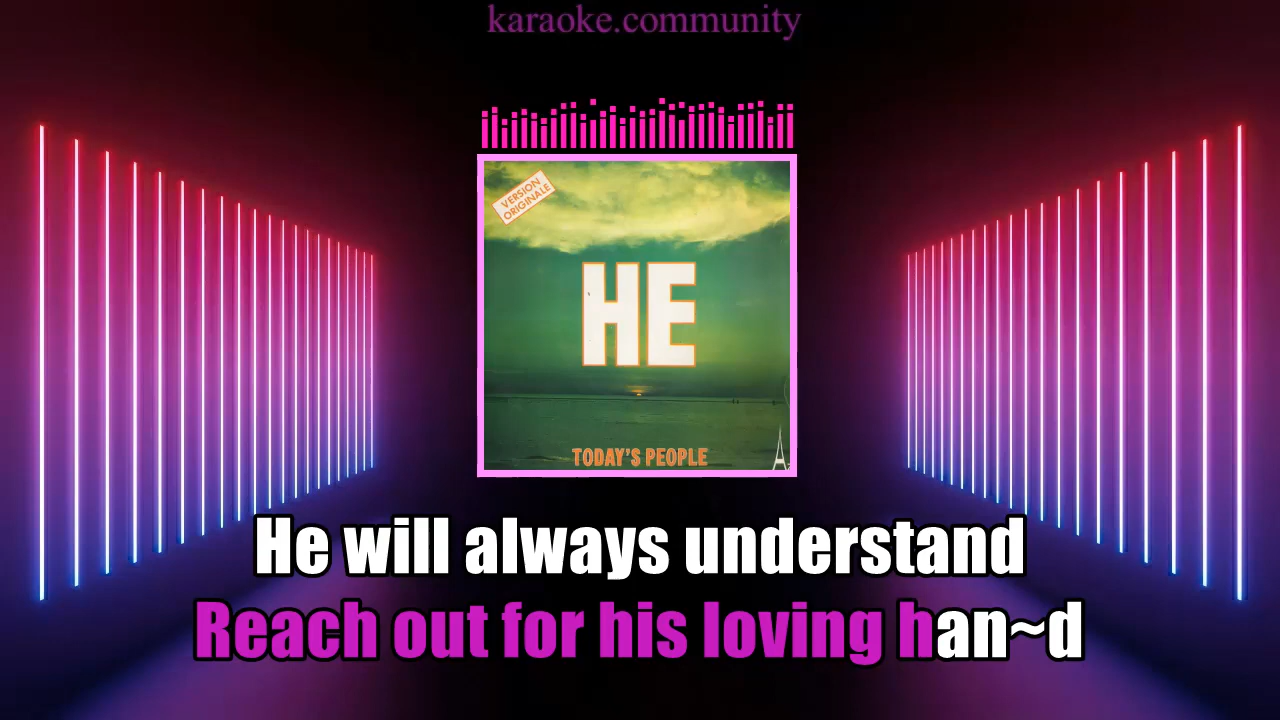 karaoke.community
VERSION
ORIGINALE
HE
TODAY'S PEOPLE
He will always understand
Reach out for his loving han~d